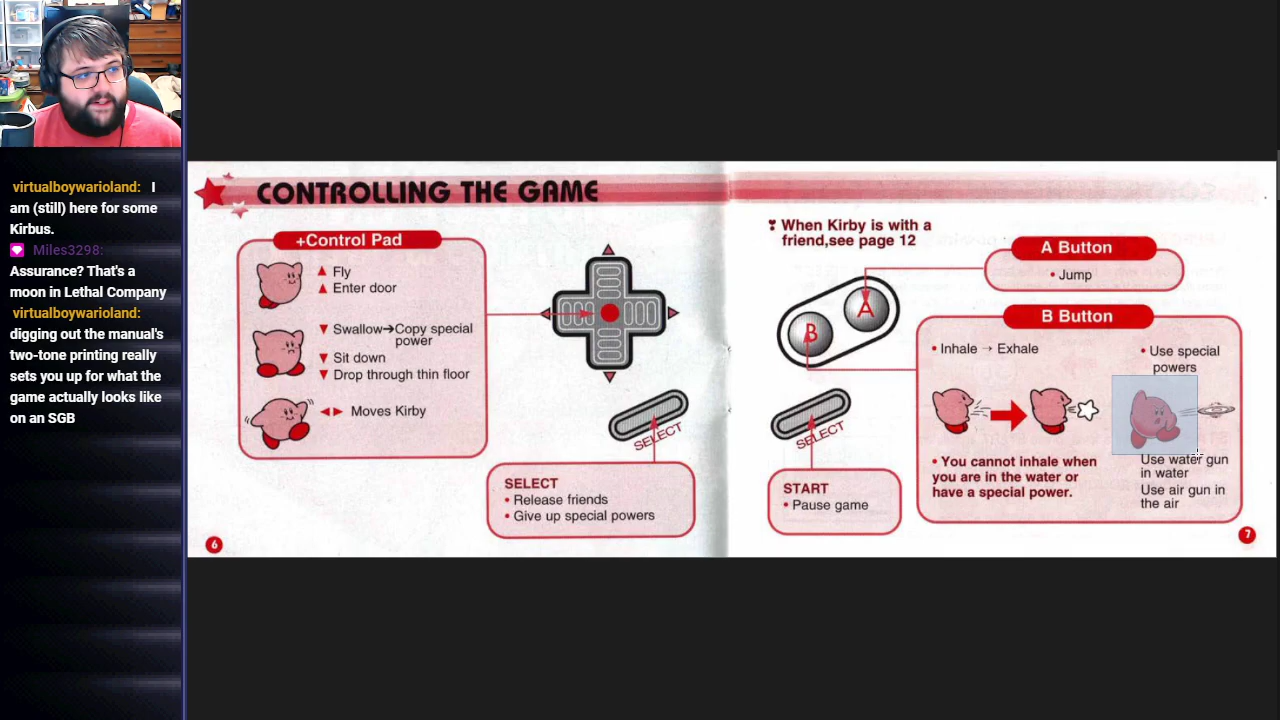 virtualboywarioland: I
am (still) here for some
Kirbus.
Miles3298:
Assurance? That's a
moon in Lethal Company
virtualboywarioland:
digging out the manual's
two-tone printing really
sets you up for what the
game actually looks like
on an SGB
CONTROLLING THE GAME
+Control Pad
Fly
Enter door
Swallow➔Copy special
power
Sit down
Drop through thin floor
Moves Kirby
SELECT
SELECT
• Release friends
• Give up special powers
6
When Kirby is with a
friend,see page 12
A Button
• Jump
A
B
B Button
• Inhale → Exhale
• Use special
powers
• You cannot inhale when
you are in the water or
have a special power.
Use water gun
in water
Use air gun in
the air
SELECT
START
• Pause game
7